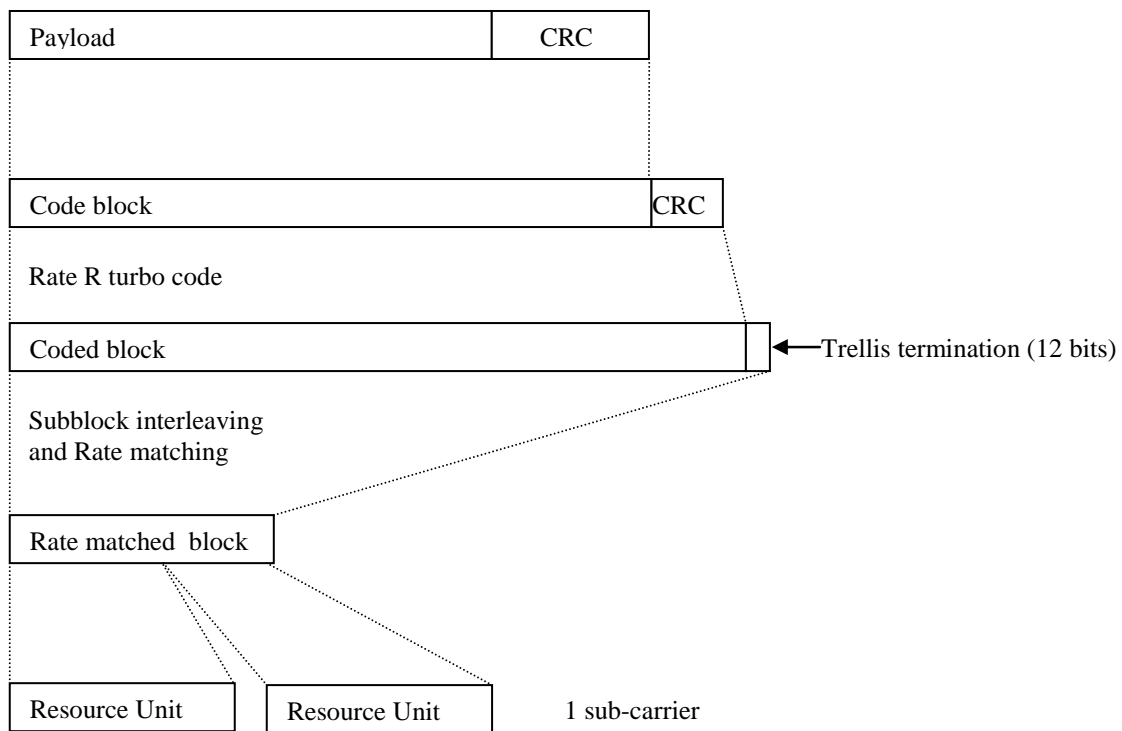 Payload CRC
Code block CRC
Rate R turbo code
Coded block
Trellis termination (12 bits)
Subblock interleaving
and Rate matching
Rate matched block
Resource Unit Resource Unit 1 sub-carrier